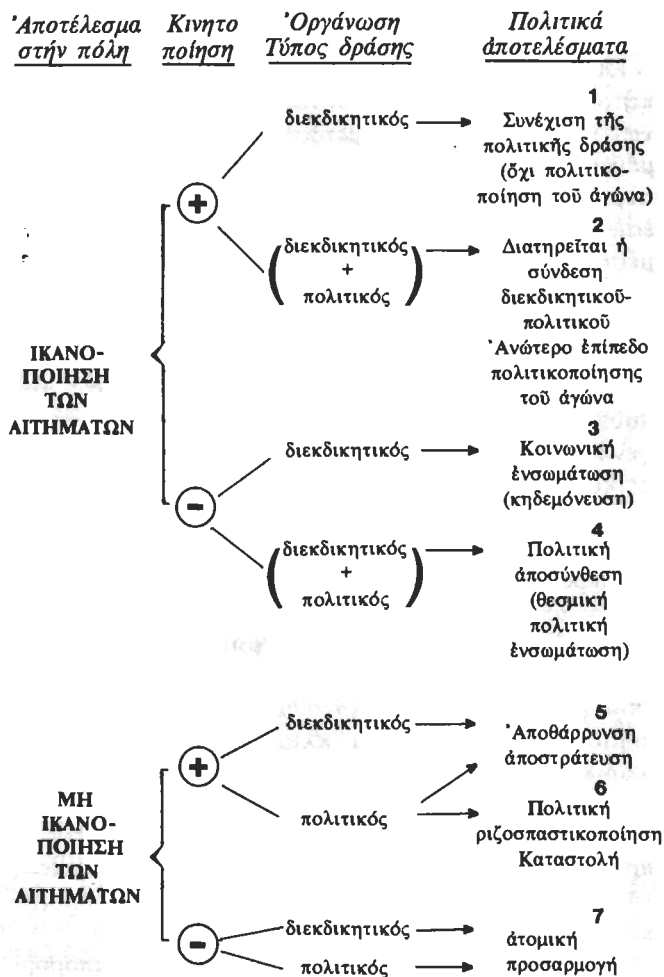 Ἀποτέλεσμα Κινητο Ὀργάνωση Πολιτικά
στήν πόλη ποίηση Τύπος δράσης ἀποτελέσματα
1
διεκδικητικός Συνέχιση τῆς
πολιτικῆς δράσης
(ὄχι πολιτικο-
+ ποίηση τοῦ ἀγώνα)
2
(διεκδικητικός Διατηρεῖται ἡ
+ σύνδεση
πολιτικός) διεκδικητικοῦ-
πολιτικοῦ
ΙΚΑΝΟ- Ἀνώτερο ἐπίπεδο
ΠΟΙΗΣΗ πολιτικοποίησης
ΤΩΝ τοῦ ἀγώνα
ΑΙΤΗΜΑΤΩΝ
3
διεκδικητικός Κοινωνική
ἐνσωμάτωση
- (κηδεμόνευση)
4
(διεκδικητικός Πολιτική
+ ἀποσύνθεση
πολιτικός) (θεσμική
πολιτική
ἐνσωμάτωση)
5
διεκδικητικός Ἀποθάρρυνση
+ ἀποστράτευση
6
ΜΗ πολιτικός Πολιτική
ΙΚΑΝΟ- ριζοσπαστικοποίηση
ΠΟΙΗΣΗ Καταστολή
ΤΩΝ
ΑΙΤΗΜΑΤΩΝ
7
διεκδικητικός ἀτομική
- πολιτικός προσαρμογή